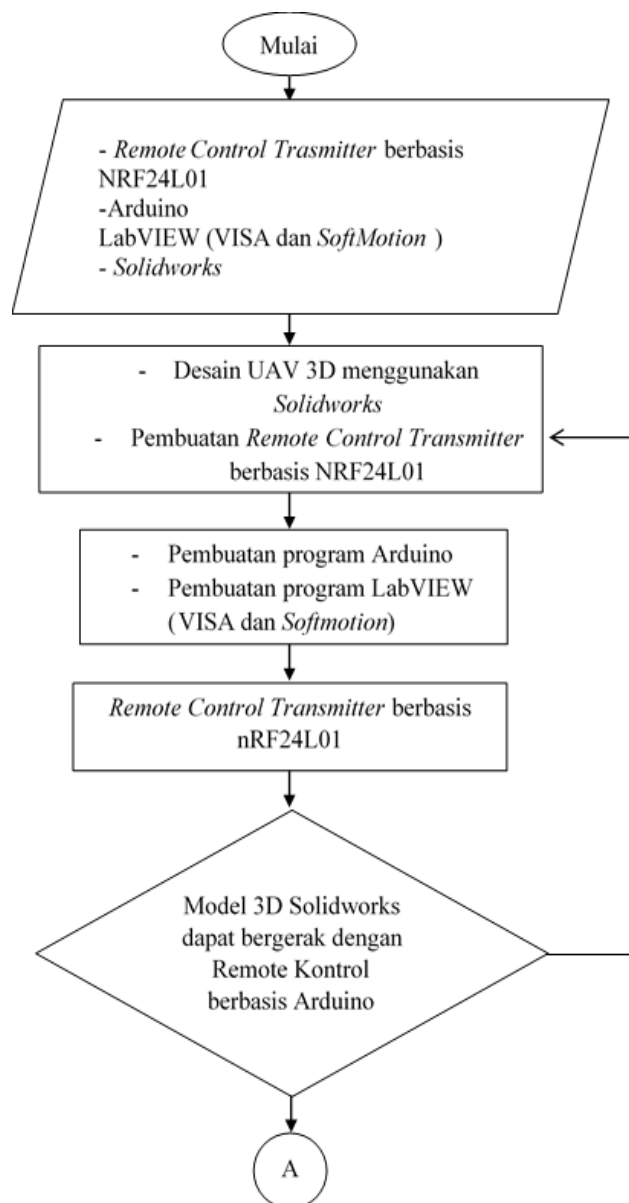 Mulai
- Remote Control Trasmitter berbasis
NRF24L01
-Arduino
LabVIEW (VISA dan SoftMotion )
- Solidworks
- Desain UAV 3D menggunakan
Solidworks
- Pembuatan Remote Control Transmitter
berbasis NRF24L01
- Pembuatan program Arduino
- Pembuatan program LabVIEW
(VISA dan Softmotion)
Remote Control Transmitter berbasis
nRF24L01
Model 3D Solidworks
dapat bergerak dengan
Remote Kontrol
berbasis Arduino
A